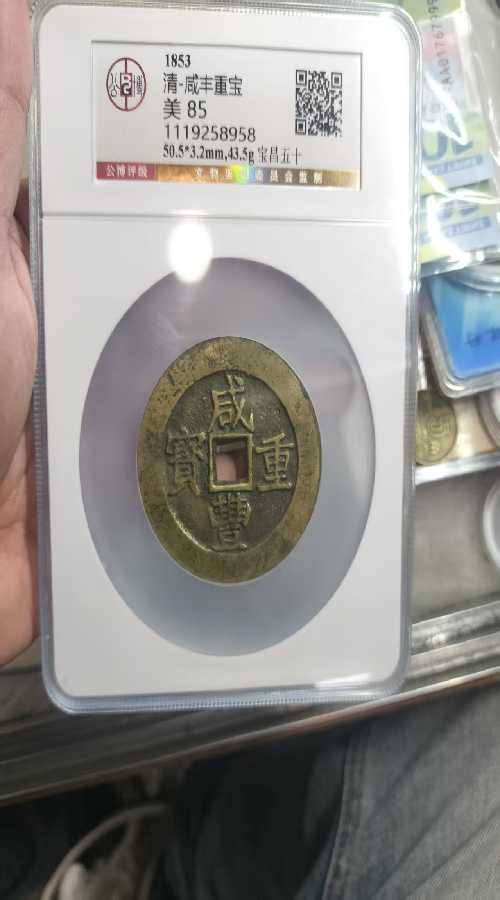 1853
清-咸丰重宝
美 85
1119258958
50.5*3.2mm,43.5g 宝昌五十
公博评级
咸
寶 重
豐
AA0176799